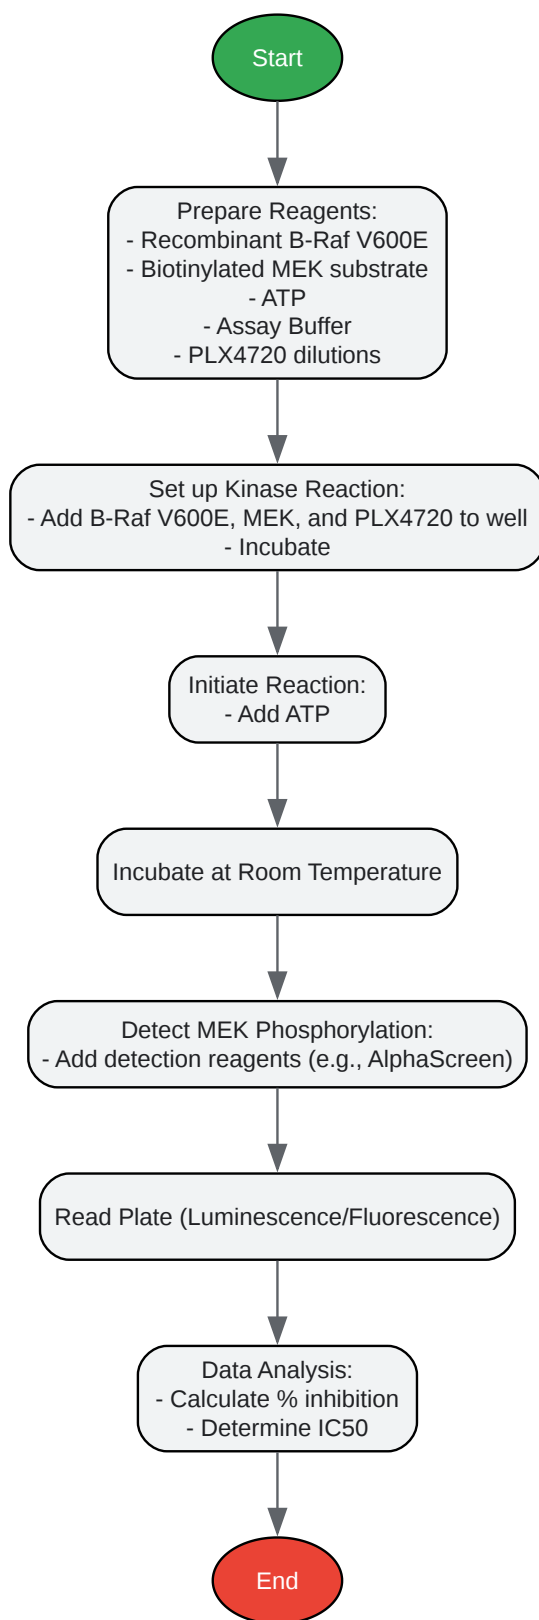 Start
Prepare Reagents:
- Recombinant B-Raf V600E
- Biotinylated MEK substrate
- ATP
- Assay Buffer
- PLX4720 dilutions
Set up Kinase Reaction:
- Add B-Raf V600E, MEK, and PLX4720 to well
- Incubate
Initiate Reaction:
- Add ATP
Incubate at Room Temperature
Detect MEK Phosphorylation:
- Add detection reagents (e.g., AlphaScreen)
Read Plate (Luminescence/Fluorescence)
Data Analysis:
- Calculate % inhibition
- Determine IC50
End